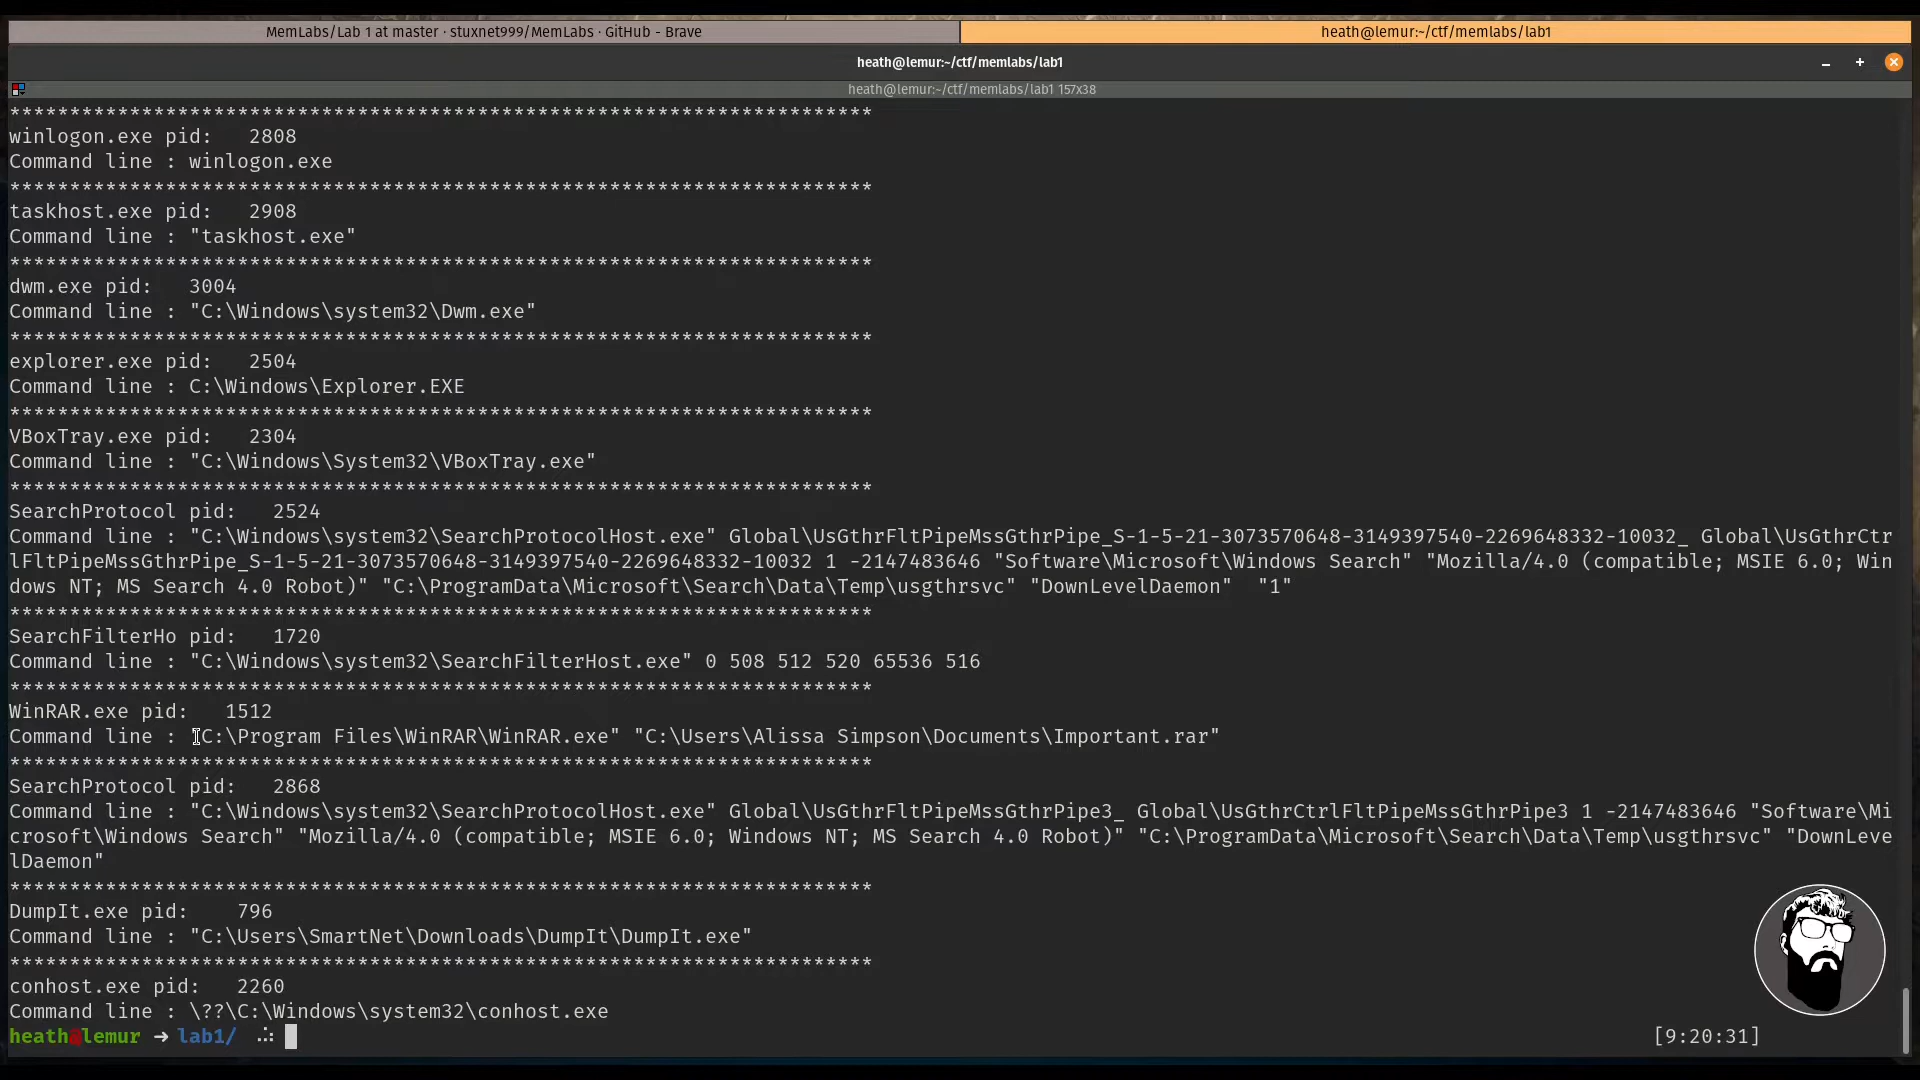 MemLabs/Lab 1 at master · stuxnet999/MemLabs · GitHub - Brave
heath@lemur:~/ctf/memlabs/lab1
heath@lemur:~/ctf/memlabs/lab1
heath@lemur:~/ctf/memlabs/lab1 157x38
************************************************************************
winlogon.exe pid:   2808
Command line : winlogon.exe
************************************************************************
taskhost.exe pid:   2908
Command line : "taskhost.exe"
************************************************************************
dwm.exe pid:   3004
Command line : "C:\Windows\system32\Dwm.exe"
************************************************************************
explorer.exe pid:   2504
Command line : C:\Windows\Explorer.EXE
************************************************************************
VBoxTray.exe pid:   2304
Command line : "C:\Windows\System32\VBoxTray.exe"
************************************************************************
SearchProtocol pid:   2524
Command line : "C:\Windows\system32\SearchProtocolHost.exe" Global\UsGthrFltPipeMssGthrPipe_S-1-5-21-3073570648-3149397540-2269648332-10032_ Global\UsGthrCtr
lFltPipeMssGthrPipe_S-1-5-21-3073570648-3149397540-2269648332-10032 1 -2147483646 "Software\Microsoft\Windows Search" "Mozilla/4.0 (compatible; MSIE 6.0; Win
dows NT; MS Search 4.0 Robot)" "C:\ProgramData\Microsoft\Search\Data\Temp\usgthrsvc" "DownLevelDaemon"  "1"
************************************************************************
SearchFilterHo pid:   1720
Command line : "C:\Windows\system32\SearchFilterHost.exe" 0 508 512 520 65536 516
************************************************************************
WinRAR.exe pid:   1512
Command line : "C:\Program Files\WinRAR\WinRAR.exe" "C:\Users\Alissa Simpson\Documents\Important.rar"
************************************************************************
SearchProtocol pid:   2868
Command line : "C:\Windows\system32\SearchProtocolHost.exe" Global\UsGthrFltPipeMssGthrPipe3_ Global\UsGthrCtrlFltPipeMssGthrPipe3 1 -2147483646 "Software\Mi
crosoft\Windows Search" "Mozilla/4.0 (compatible; MSIE 6.0; Windows NT; MS Search 4.0 Robot)" "C:\ProgramData\Microsoft\Search\Data\Temp\usgthrsvc" "DownLeve
lDaemon"
************************************************************************
DumpIt.exe pid:    796
Command line : "C:\Users\SmartNet\Downloads\DumpIt\DumpIt.exe"
************************************************************************
conhost.exe pid:   2260
Command line : \??\C:\Windows\system32\conhost.exe
heath@lemur → lab1/ [9:20:31]